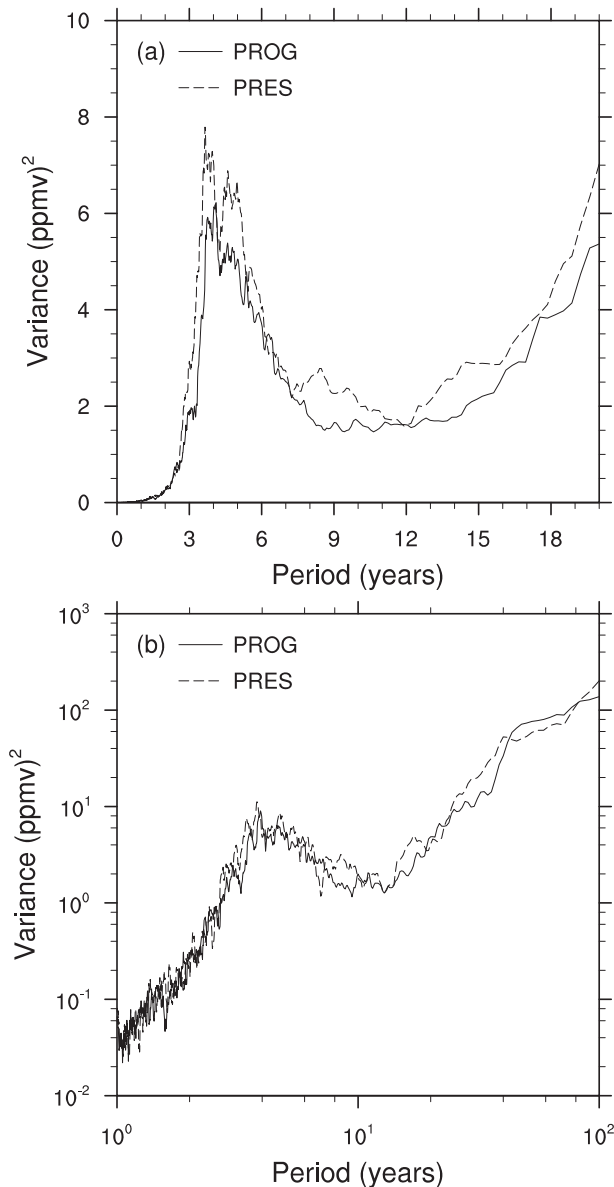 10
(a)
PROG
PRES
8
6
4
2
0
Variance (ppmv)²
0 3 6 9 12 15 18
Period (years)
10³
(b)
PROG
PRES
10²
10¹
10⁰
10⁻¹
10⁻²
Variance (ppmv)²
10⁰ 10¹ 10²
Period (years)